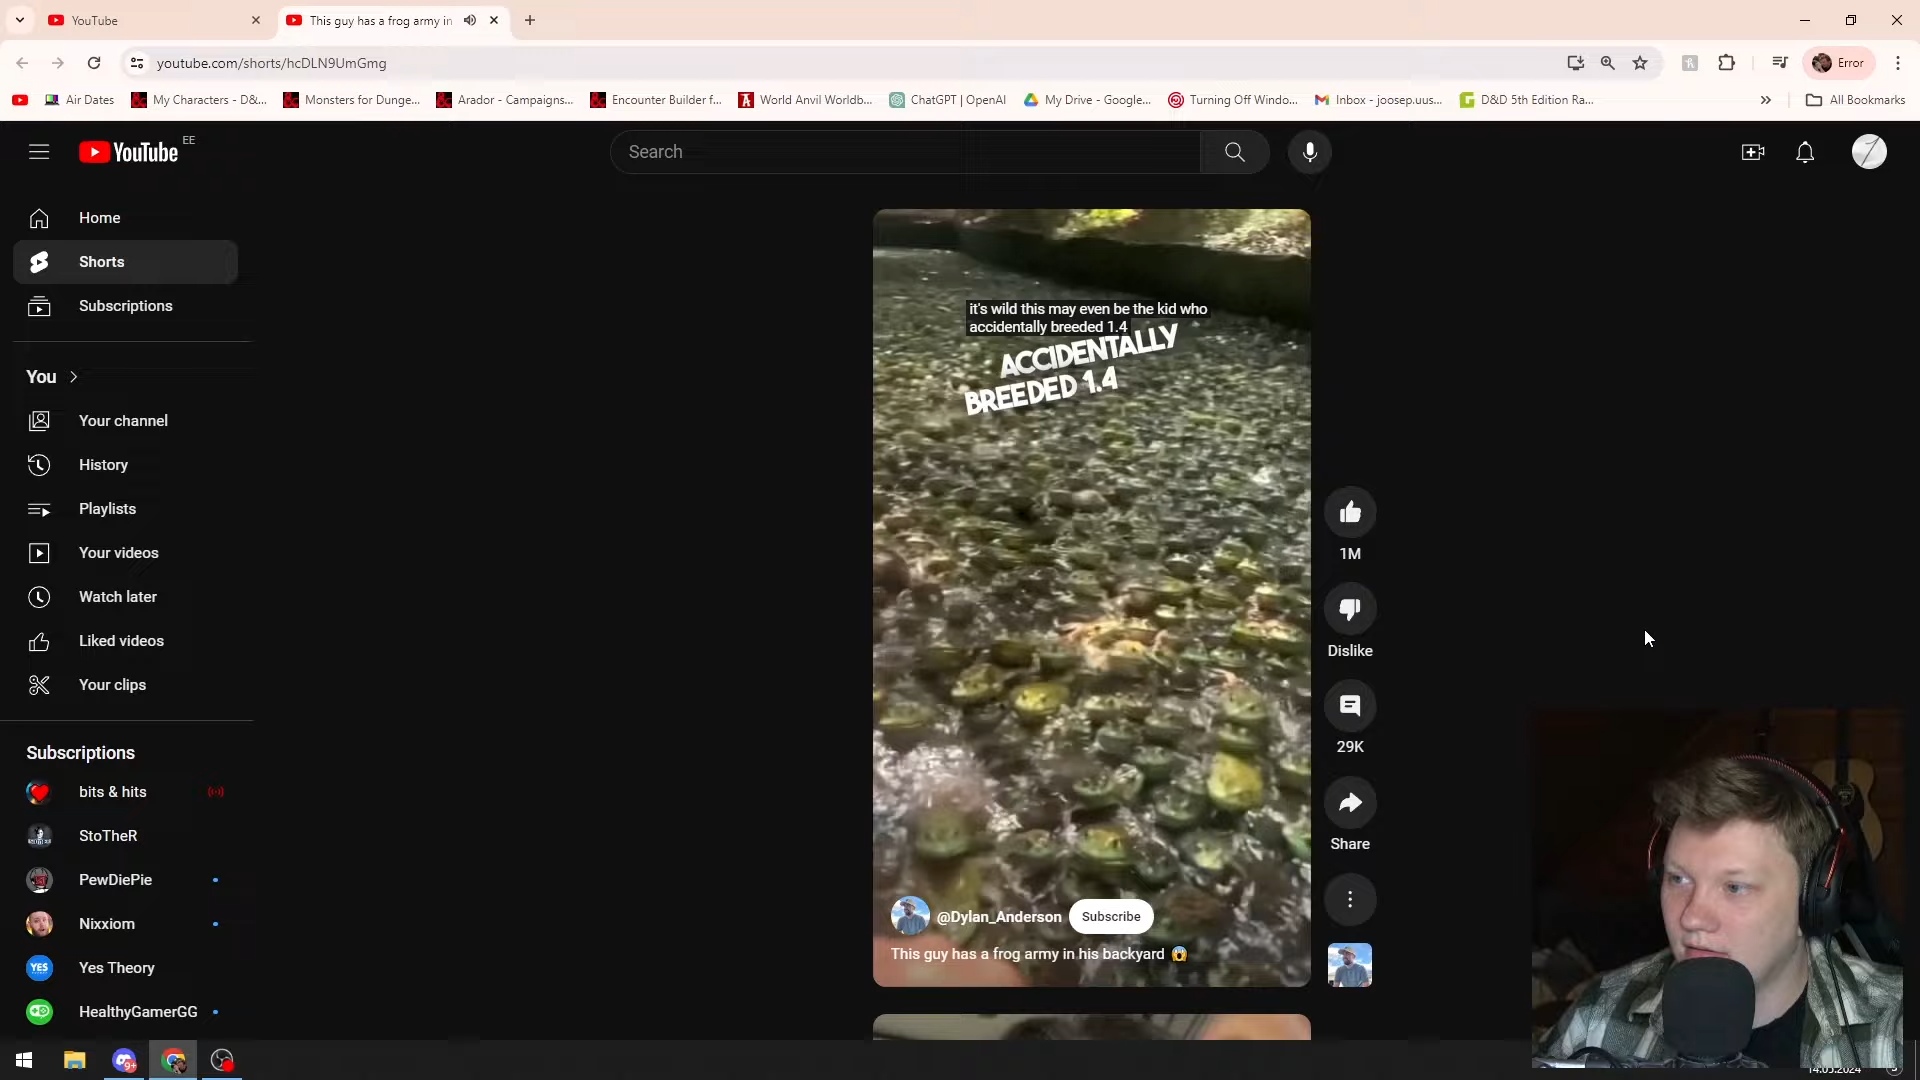 YouTube
This guy has a frog army in
youtube.com/shorts/hcDLN9UmGmg
Error
Air Dates
My Characters - D&...
Monsters for Dunge...
Arador - Campaigns...
Encounter Builder f...
World Anvil Worldb...
ChatGPT | OpenAI
My Drive - Google...
Turning Off Windo...
Inbox - joosep.uus...
D&D 5th Edition Ra...
All Bookmarks
YouTube EE
Search
Home
Shorts
Subscriptions
You
Your channel
History
Playlists
Your videos
Watch later
Liked videos
Your clips
Subscriptions
bits & hits
StoTheR
PewDiePie
Nixxiom
YES
Yes Theory
HealthyGamerGG
it's wild this may even be the kid who
accidentally breeded 1.4
ACCIDENTALLY
BREEDED 1.4
1M
Dislike
29K
Share
@Dylan_Anderson
Subscribe
This guy has a frog army in his backyard 😱
9+
14.05.2024